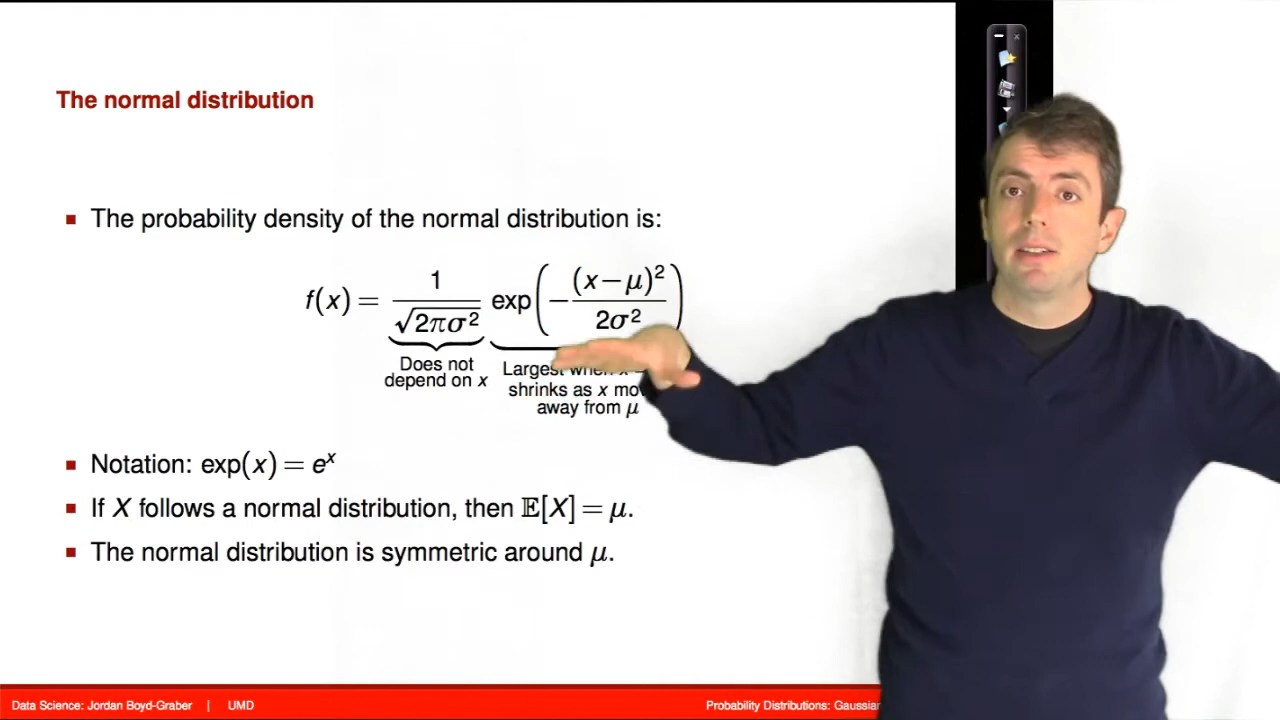 The normal distribution
■ The probability density of the normal distribution is:
f(x) = 1/√2πσ² exp(−(x−μ)²/2σ²)
Does not
depend on x
Largest when
shrinks as x
away from μ
■ Notation: exp(x) = eˣ
■ If X follows a normal distribution, then 𝔼[X] = μ.
■ The normal distribution is symmetric around μ.
Data Science: Jordan Boyd-Graber | UMD
Probability Distributions: Gaussian